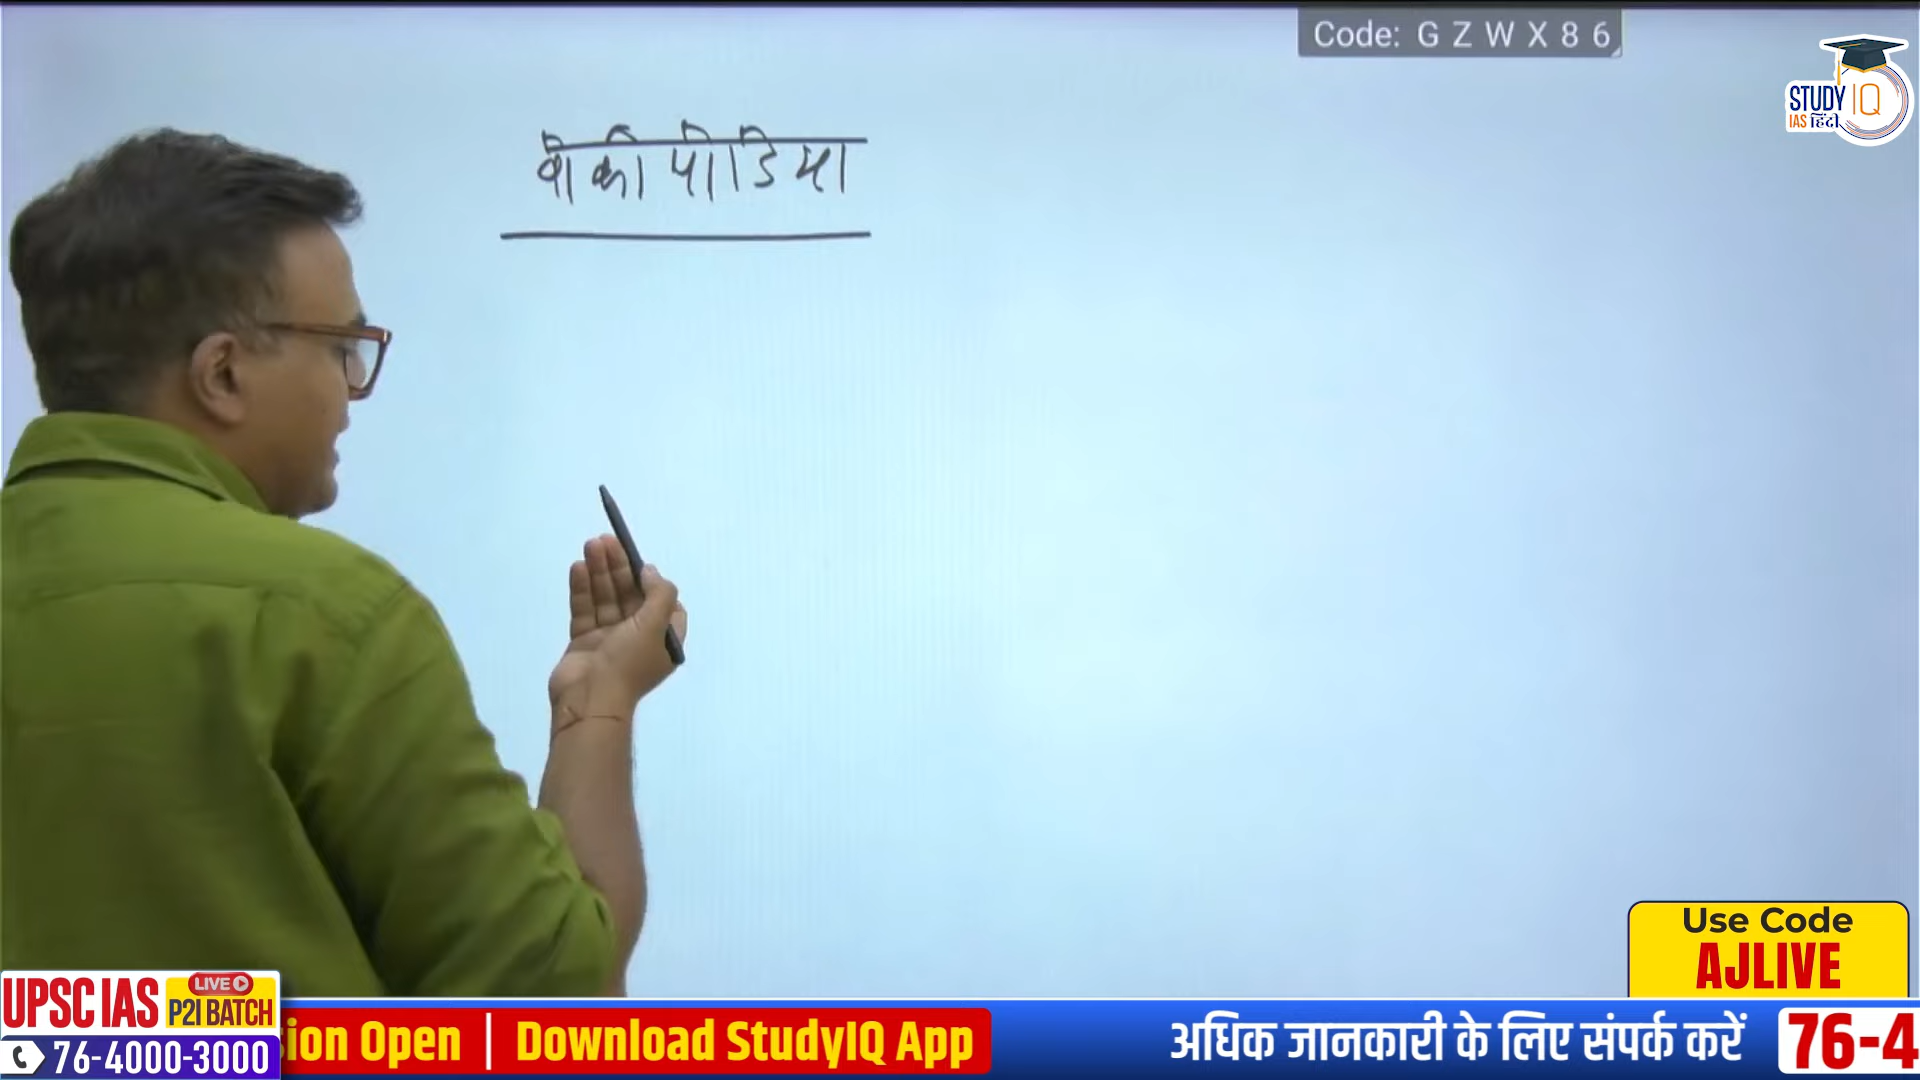 Code: G Z W X 8 6
STUDY IQ
IAS हिंदी
वीकीपीडिया
Use Code
AJLIVE
UPSC IAS
LIVE
P2I BATCH
76-4000-3000
sion Open | Download StudyIQ App
अधिक जानकारी के लिए संपर्क करें
76-4